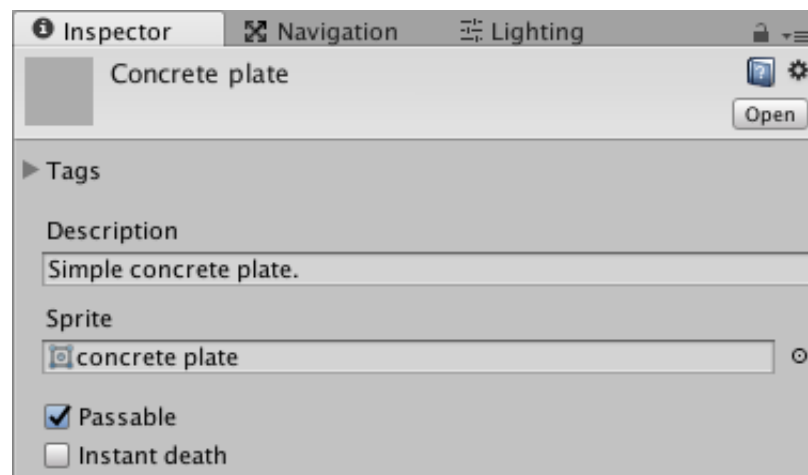 Inspector Navigation Lighting
Concrete plate
Open
Tags
Description
Simple concrete plate.
Sprite
concrete plate
Passable
Instant death